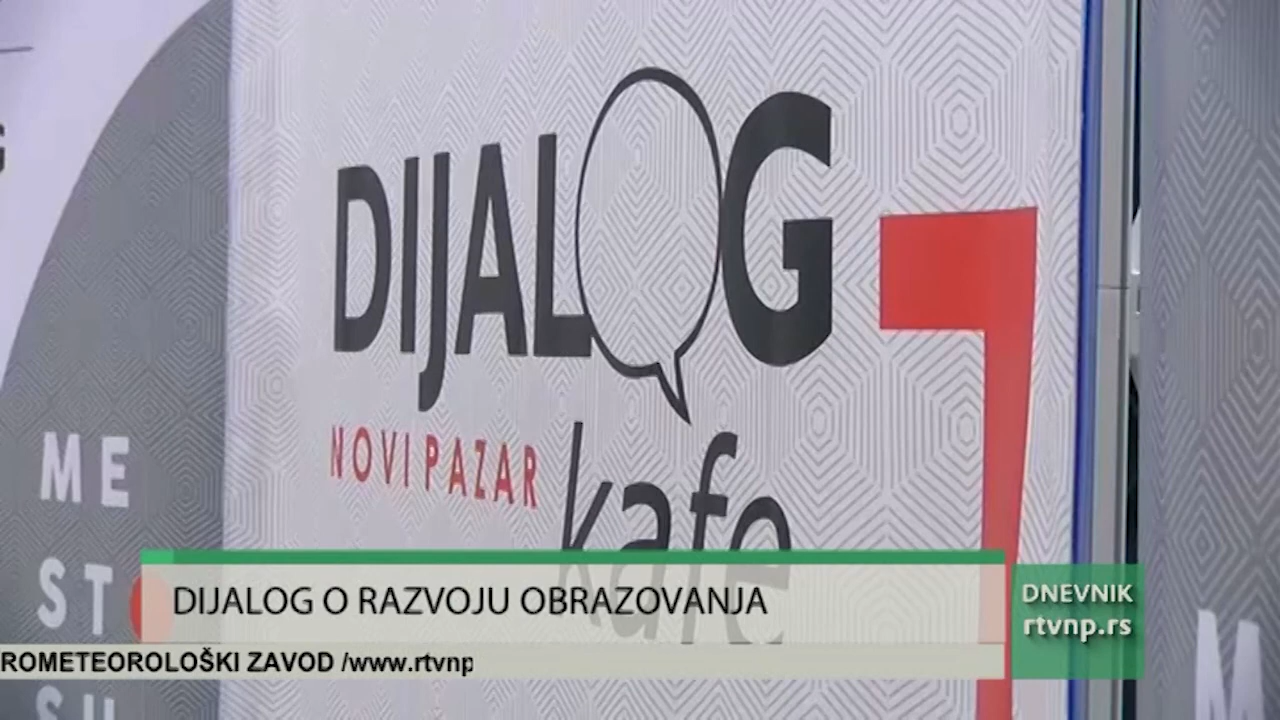 DIJALOG
NOVI PAZAR
kafe
ME
ST
DIJALOG O RAZVOJU OBRAZOVANJA
DNEVNIK
rtvnp.rs
ROMETEOROLOŠKI ZAVOD /www.rtvnp